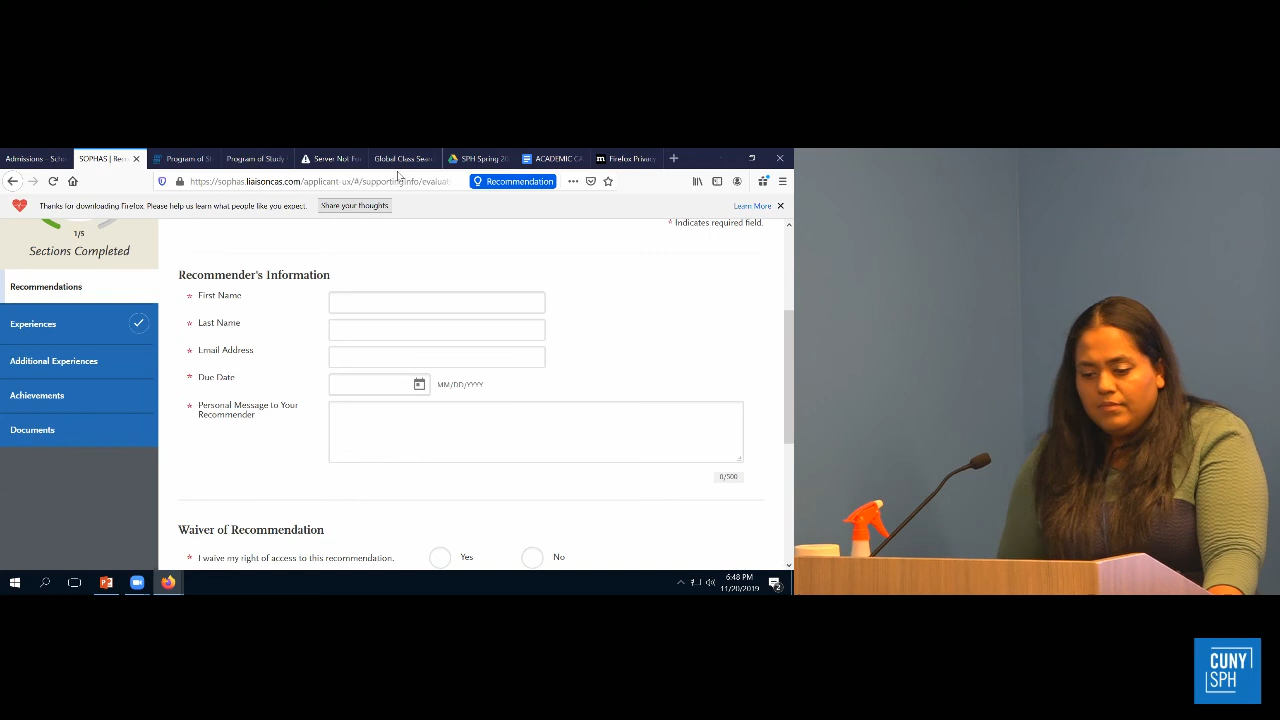 Admissions - Scho
SOPHAS | Rec
Program of St
Program of Study
Server Not Fo
Global Class Sear
SPH Spring 20
ACADEMIC CA
Firefox Privacy
https://sophas.liaisoncas.com/applicant-ux/#/supportinginfo/evaluat
Recommendation
Thanks for downloading Firefox. Please help us learn what people like you expect.
Share your thoughts
Learn More
1/5
Sections Completed
Recommendations
Experiences
Additional Experiences
Achievements
Documents
* Indicates required field.
Recommender's Information
* First Name
* Last Name
* Email Address
* Due Date
MM/DD/YYYY
* Personal Message to Your
Recommender
0/500
Waiver of Recommendation
* I waive my right of access to this recommendation.
Yes
No
6:48 PM
11/20/2019
2
CUNY
SPH